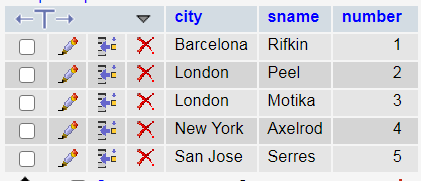 city sname number
Barcelona Rifkin 1
London Peel 2
London Motika 3
New York Axelrod 4
San Jose Serres 5